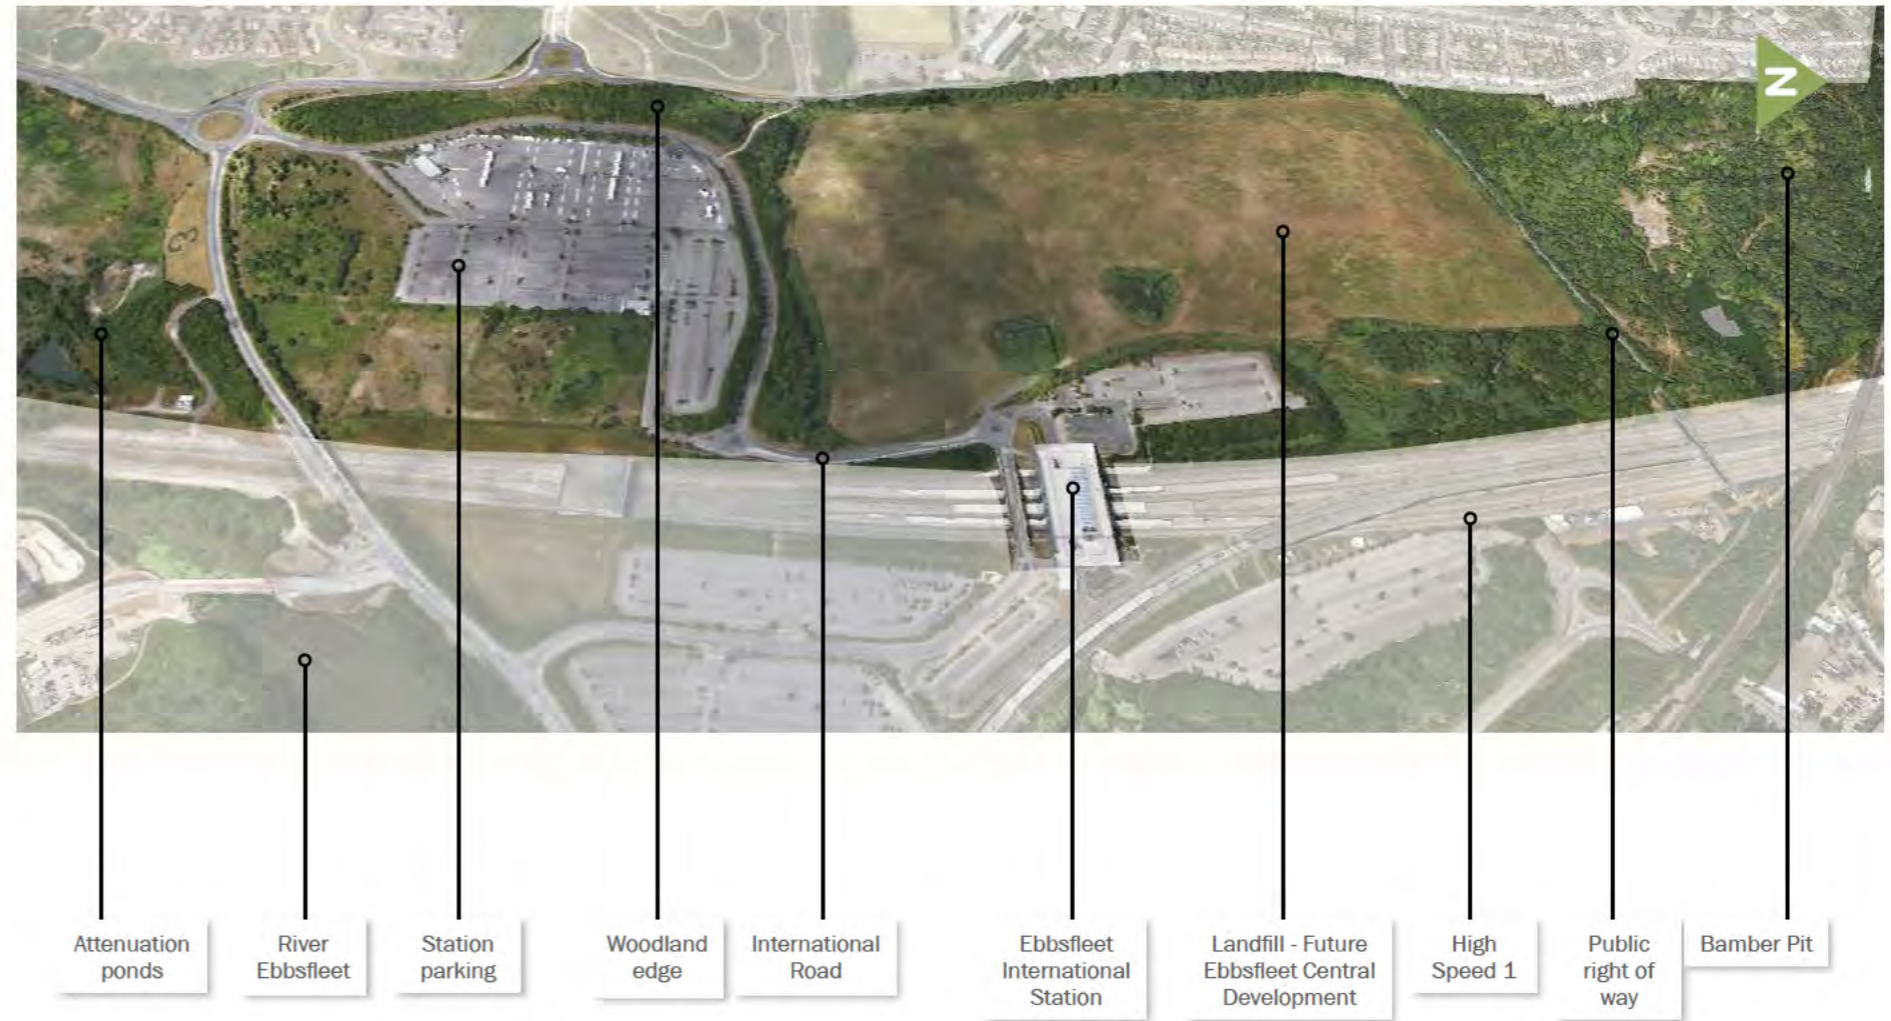 N
Attenuation
ponds
River
Ebbsfleet
Station
parking
Woodland
edge
International
Road
Ebbsfleet
International
Station
Landfill - Future
Ebbsfleet Central
Development
High
Speed 1
Public
right of
way
Bamber Pit